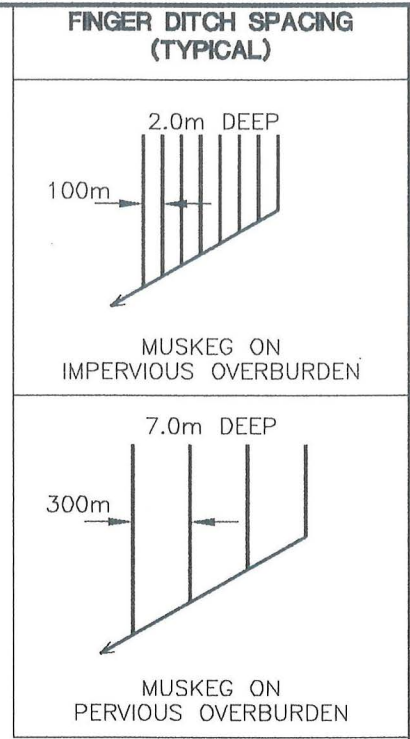 FINGER DITCH SPACING
(TYPICAL)
2.0m DEEP
100m
MUSKEG ON
IMPERVIOUS OVERBURDEN
7.0m DEEP
300m
MUSKEG ON
PERVIOUS OVERBURDEN